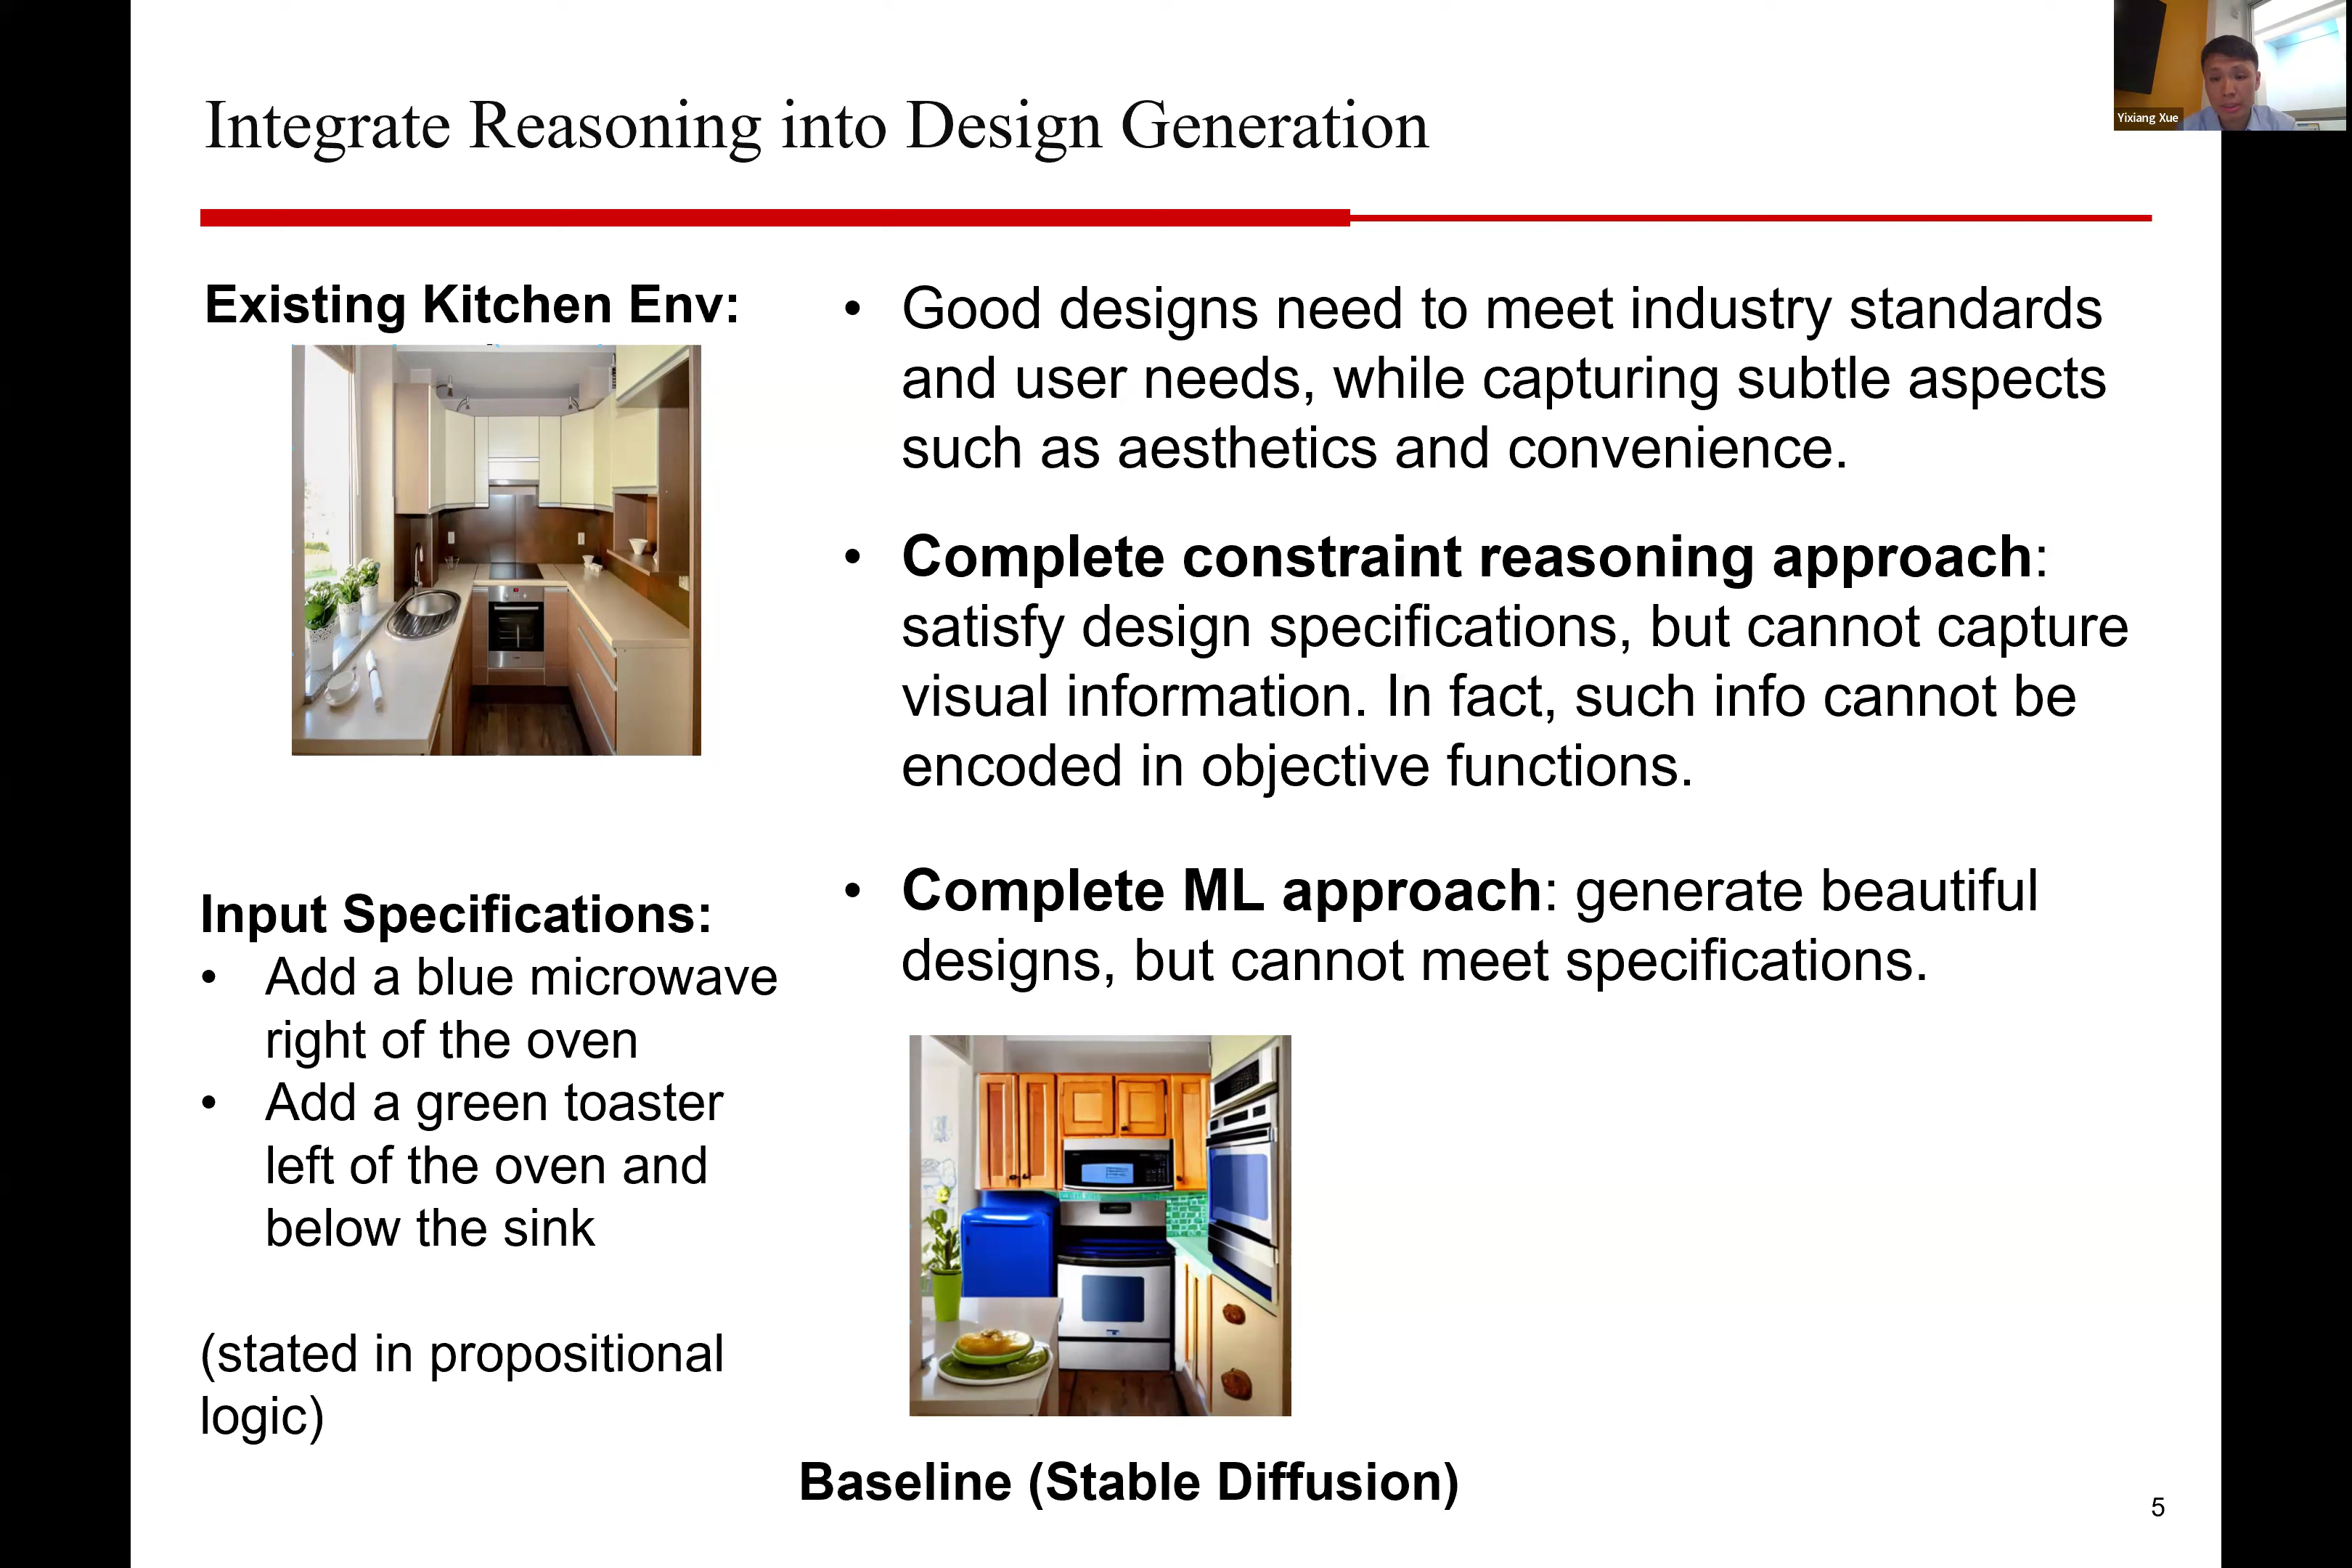 Yixiang Xue
Integrate Reasoning into Design Generation
Existing Kitchen Env:
Input Specifications:
• Add a blue microwave
right of the oven
• Add a green toaster
left of the oven and
below the sink
(stated in propositional
logic)
• Good designs need to meet industry standards
and user needs, while capturing subtle aspects
such as aesthetics and convenience.
• Complete constraint reasoning approach:
satisfy design specifications, but cannot capture
visual information. In fact, such info cannot be
encoded in objective functions.
• Complete ML approach: generate beautiful
designs, but cannot meet specifications.
Baseline (Stable Diffusion)
5